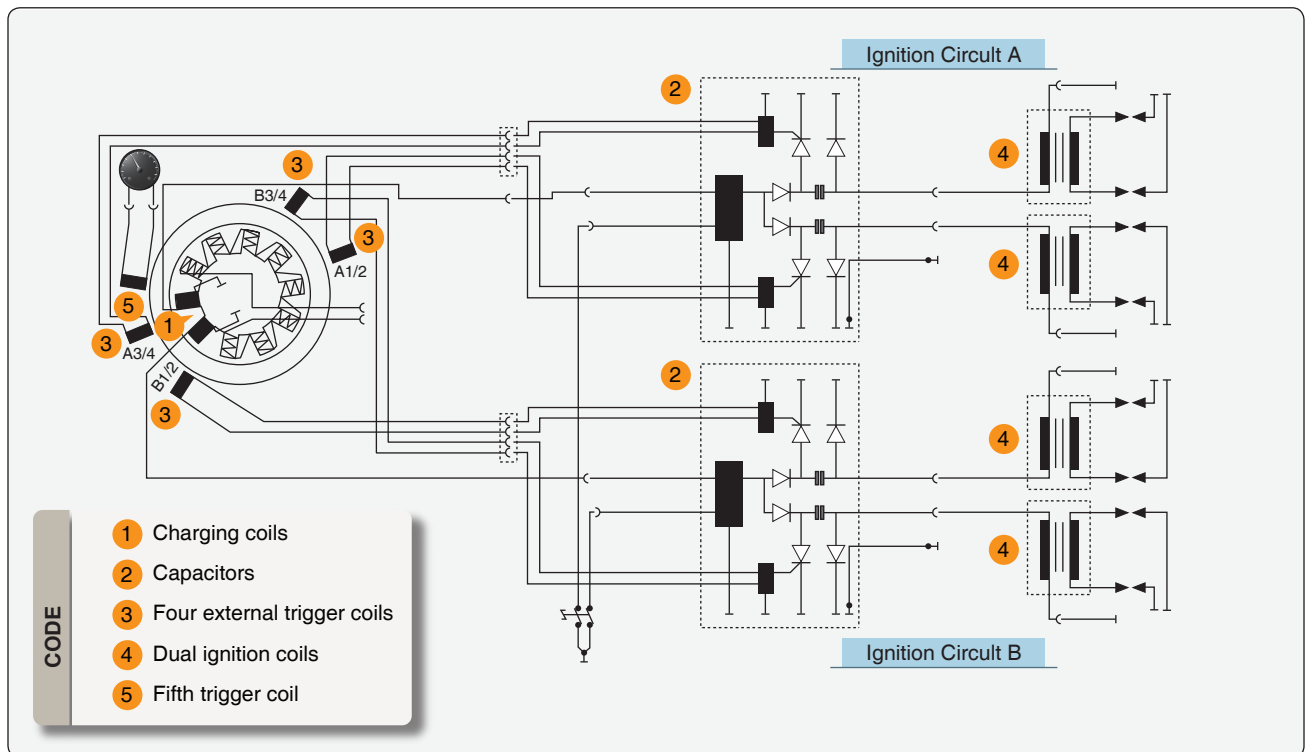 Ignition Circuit A
2
4
3
B3/4
3
A1/2
4
5
1
3
A3/4
B1/2
3
2
4
4
Ignition Circuit B
CODE
1 Charging coils
2 Capacitors
3 Four external trigger coils
4 Dual ignition coils
5 Fifth trigger coil